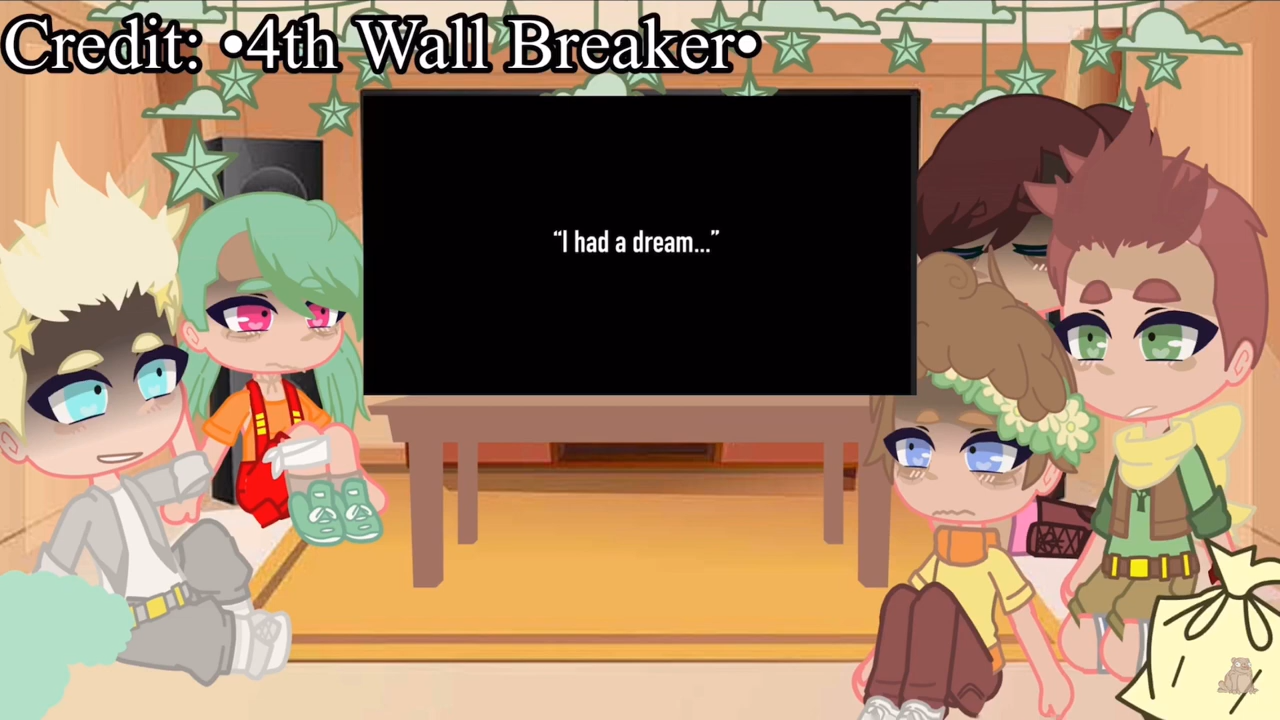 Credit: •4th Wall Breaker•
“I had a dream...”